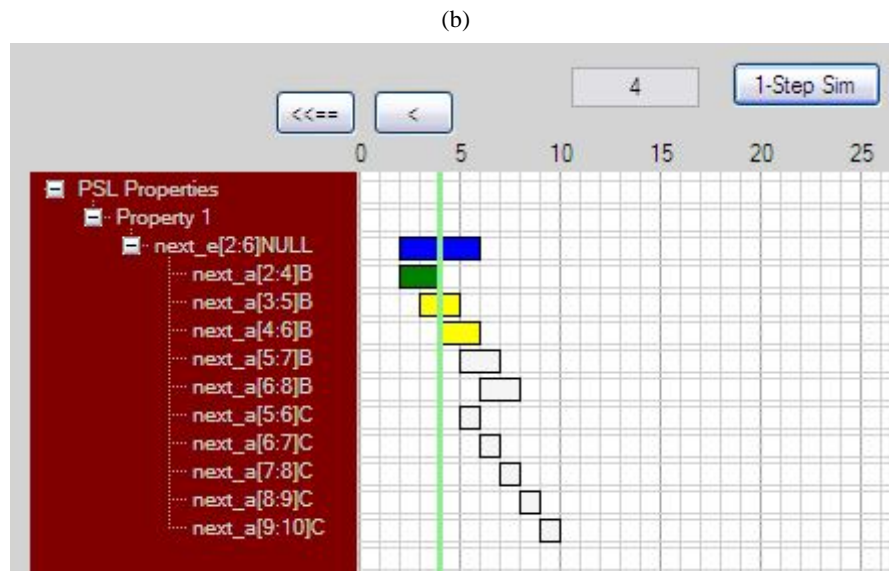 (b)
4 1-Step Sim
<<== <
0 5 10 15 20 25
PSL Properties
Property 1
next_e[2:6]NULL
next_a[2:4]B
next_a[3:5]B
next_a[4:6]B
next_a[5:7]B
next_a[6:8]B
next_a[5:6]C
next_a[6:7]C
next_a[7:8]C
next_a[8:9]C
next_a[9:10]C